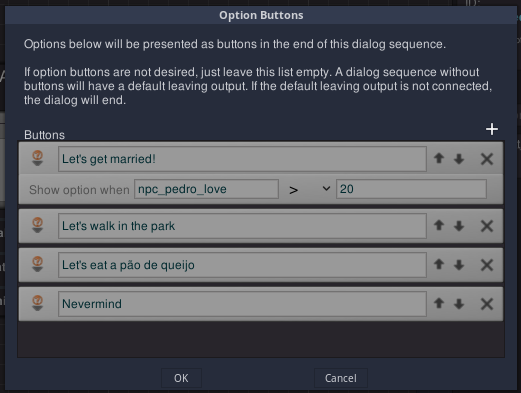 ID:
Option Buttons
Options below will be presented as buttons in the end of this dialog sequence.
If option buttons are not desired, just leave this list empty. A dialog sequence without
buttons will have a default leaving output. If the default leaving output is not connected,
the dialog will end.
Buttons
Let's get married!
Show option when npc_pedro_love > 20
Let's walk in the park
Let's eat a pão de queijo
Nevermind
OK Cancel